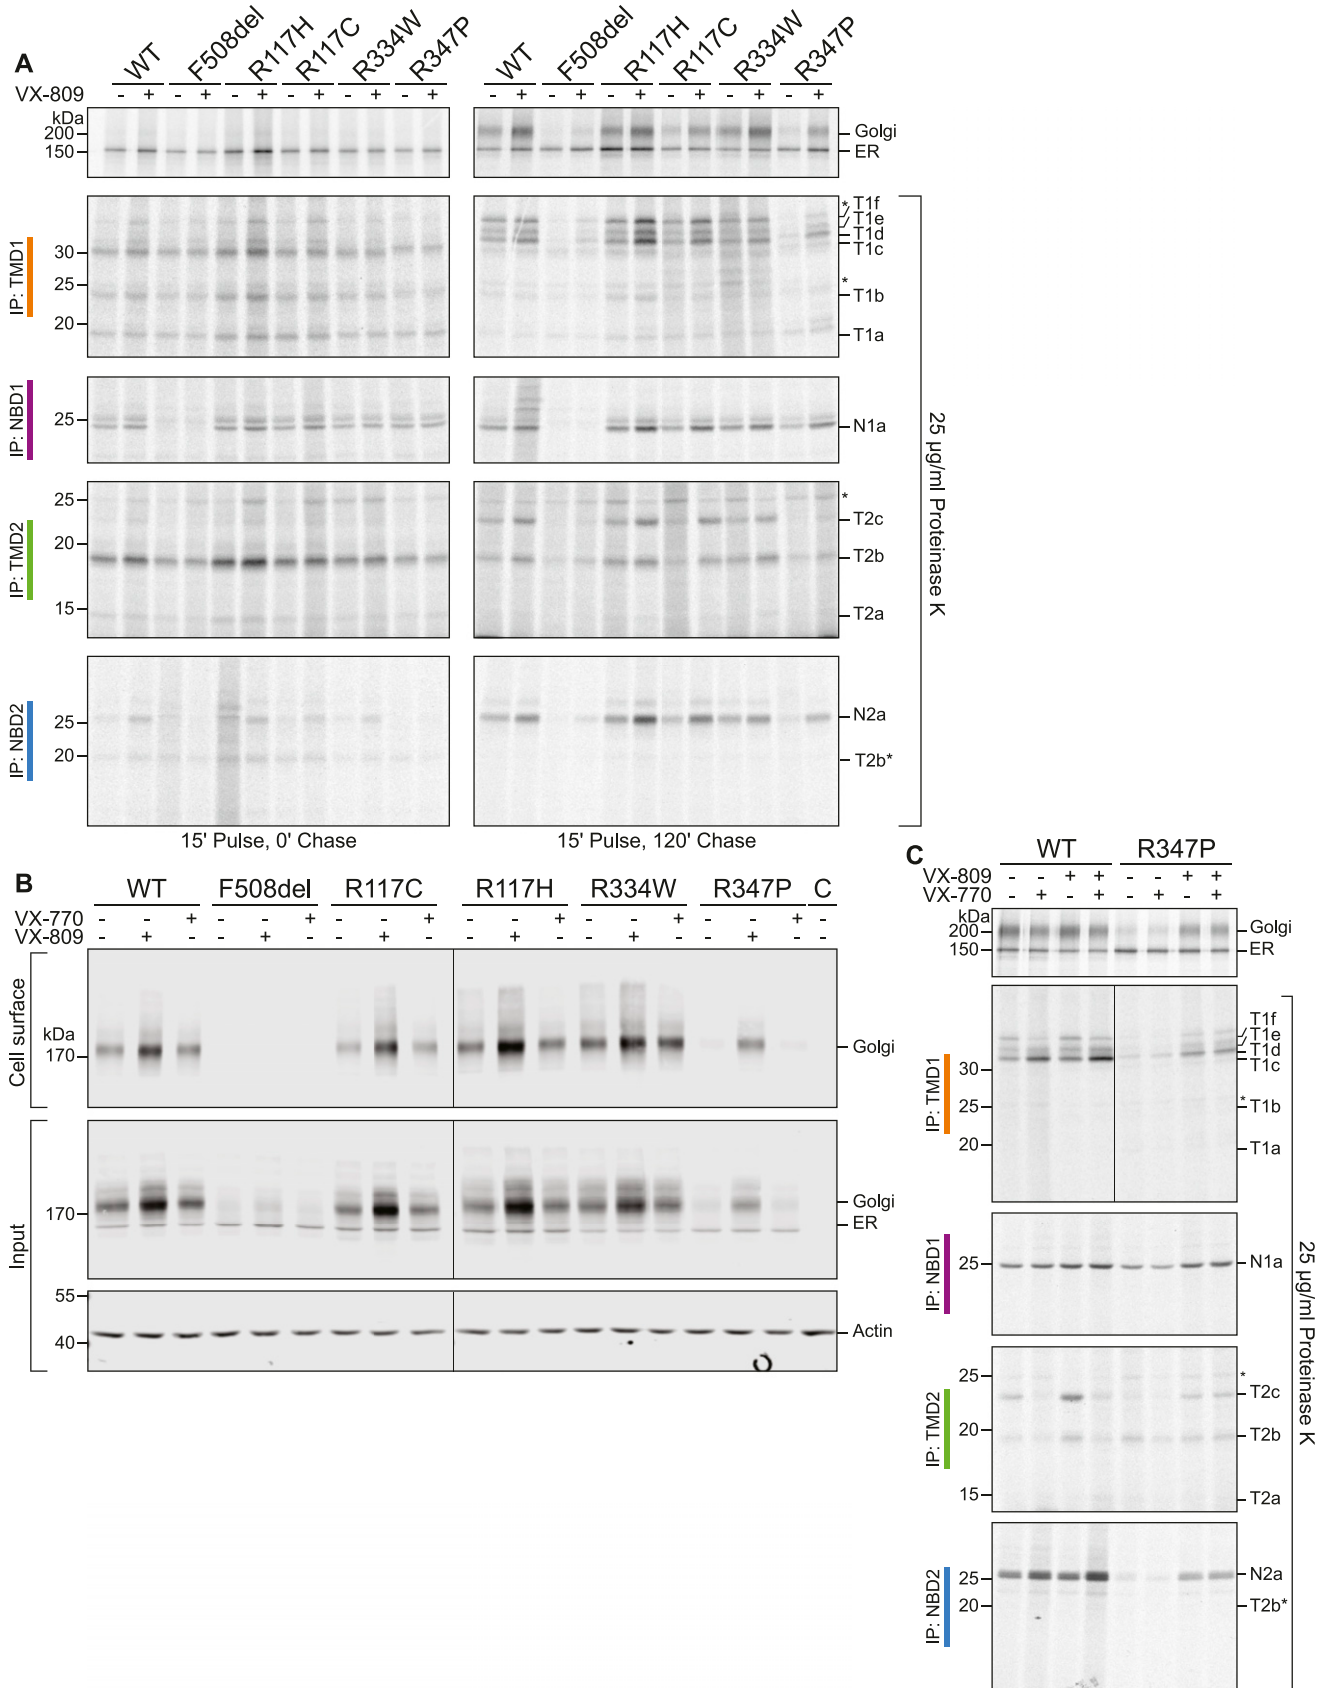 A
WT F508del R117H R117C R334W R347P
VX-809 - + - + - + - + - + - +
kDa
200
150
IP: TMD1
30
25
20
IP: NBD1
25
IP: TMD2
25
20
15
IP: NBD2
25
20
15' Pulse, 0' Chase
WT F508del R117H R117C R334W R347P
- + - + - + - + - + - +
Golgi
ER
* T1f
T1e
T1d
T1c
*
T1b
T1a
N1a
*
T2c
T2b
T2a
N2a
T2b*
15' Pulse, 120' Chase
25 µg/ml Proteinase K
B
WT F508del R117C R117H R334W R347P C
VX-770 - - + - - + - - + - - + - - + - - + -
VX-809 - + - - + - - + - - + - - + - - + - -
Cell surface
kDa
170
Golgi
Input
170
Golgi
ER
55
40
Actin
C
WT R347P
VX-809 - - + + - - + +
VX-770 - + - + - + - +
kDa
200
150
Golgi
ER
IP: TMD1
30
25
20
T1f
T1e
T1d
T1c
*
T1b
T1a
IP: NBD1
25
N1a
IP: TMD2
25
20
15
*
T2c
T2b
T2a
IP: NBD2
25
20
N2a
T2b*
25 µg/ml Proteinase K